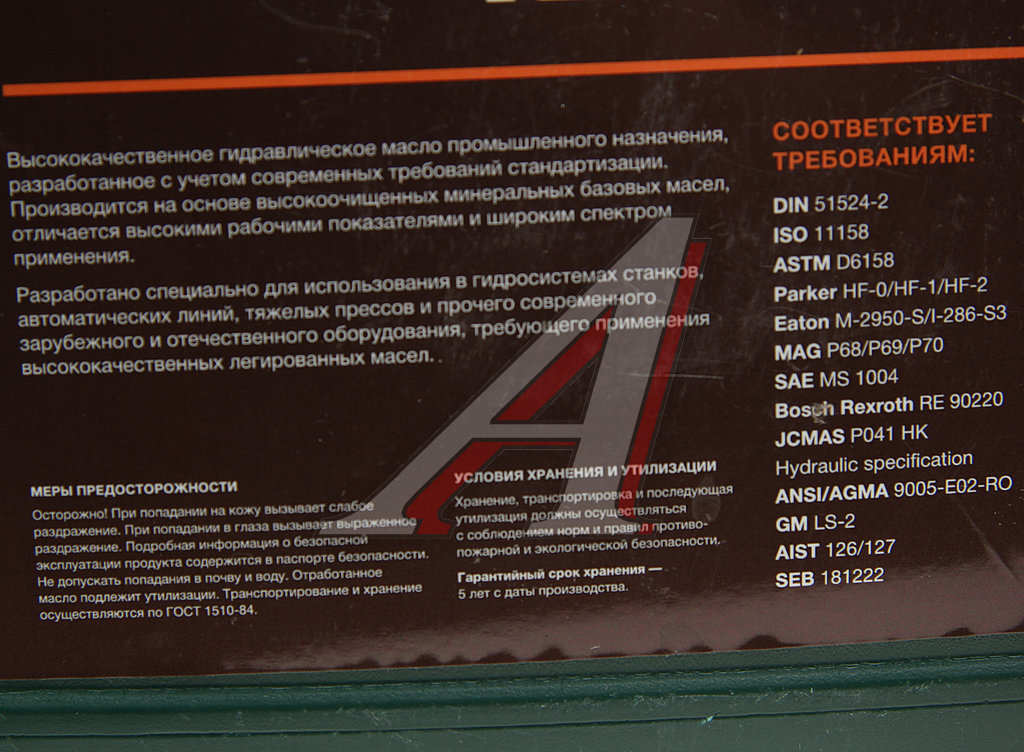 Высококачественное гидравлическое масло промышленного назначения,
разработанное с учетом современных требований стандартизации.
Производится на основе высокоочищенных минеральных базовых масел,
отличается высокими рабочими показателями и широким спектром
применения.
Разработано специально для использования в гидросистемах станков,
автоматических линий, тяжелых прессов и прочего современного
зарубежного и отечественного оборудования, требующего применения
высококачественных легированных масел. .
МЕРЫ ПРЕДОСТОРОЖНОСТИ
Осторожно! При попадании на кожу вызывает слабое
раздражение. При попадании в глаза вызывает выраженное
раздражение. Подробная информация о безопасной
эксплуатации продукта содержится в паспорте безопасности.
Не допускать попадания в почву и воду. Отработанное
масло подлежит утилизации. Транспортирование и хранение
осуществляются по ГОСТ 1510-84.
УСЛОВИЯ ХРАНЕНИЯ И УТИЛИЗАЦИИ
Хранение, транспортировка и последующая
утилизация должны осуществляться
с соблюдением норм и правил противо-
пожарной и экологической безопасности.
Гарантийный срок хранения —
5 лет с даты производства.
СООТВЕТСТВУЕТ
ТРЕБОВАНИЯМ:
DIN 51524-2
ISO 11158
ASTM D6158
Parker HF-0/HF-1/HF-2
Eaton M-2950-S/I-286-S3
MAG P68/P69/P70
SAE MS 1004
Bosch Rexroth RE 90220
JCMAS P041 HK
Hydraulic specification
ANSI/AGMA 9005-E02-RO
GM LS-2
AIST 126/127
SEB 181222